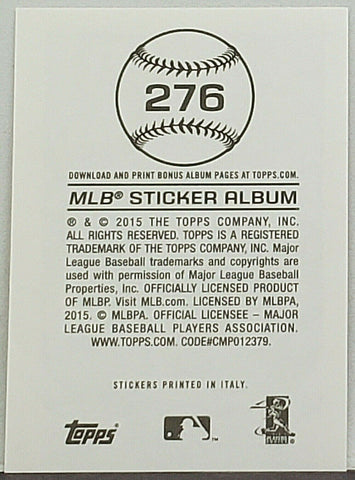 276
DOWNLOAD AND PRINT BONUS ALBUM PAGES AT TOPPS.COM.
MLB® STICKER ALBUM
® & © 2015 THE TOPPS COMPANY, INC.
ALL RIGHTS RESERVED. TOPPS IS A REGISTERED
TRADEMARK OF THE TOPPS COMPANY, INC. Major
League Baseball trademarks and copyrights are
used with permission of Major League Baseball
Properties, Inc. OFFICIALLY LICENSED PRODUCT
OF MLBP. Visit MLB.com. LICENSED BY MLBPA,
2015. © MLBPA. OFFICIAL LICENSEE – MAJOR
LEAGUE BASEBALL PLAYERS ASSOCIATION.
WWW.TOPPS.COM. CODE#CMP012379.
STICKERS PRINTED IN ITALY.
topps